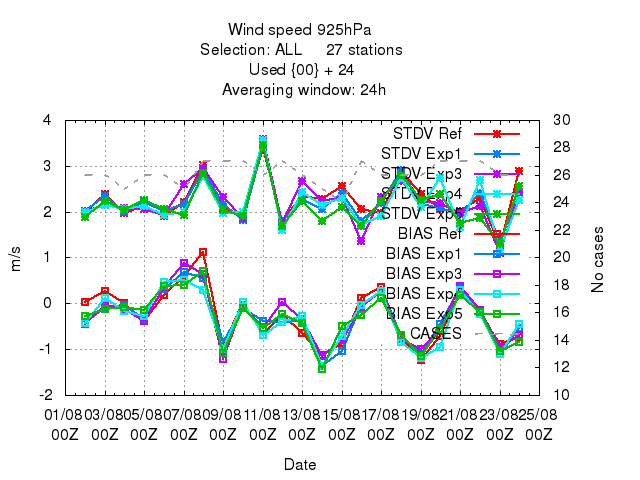 Wind speed 925hPa
Selection: ALL 27 stations
Used {00} + 24
Averaging window: 24h
4
3
2
1
0
-1
-2
m/s
30
28
26
24
22
20
18
16
14
12
10
No cases
STDV Ref
STDV Exp1
STDV Exp3
STDV Exp4
STDV Exp5
BIAS Ref
BIAS Exp1
BIAS Exp3
BIAS Exp4
BIAS Exp5
CASES
01/08 03/08 05/08 07/08 09/08 11/08 13/08 15/08 17/08 19/08 21/08 23/08 25/08
00Z 00Z 00Z 00Z 00Z 00Z 00Z 00Z 00Z 00Z 00Z 00Z 00Z
Date